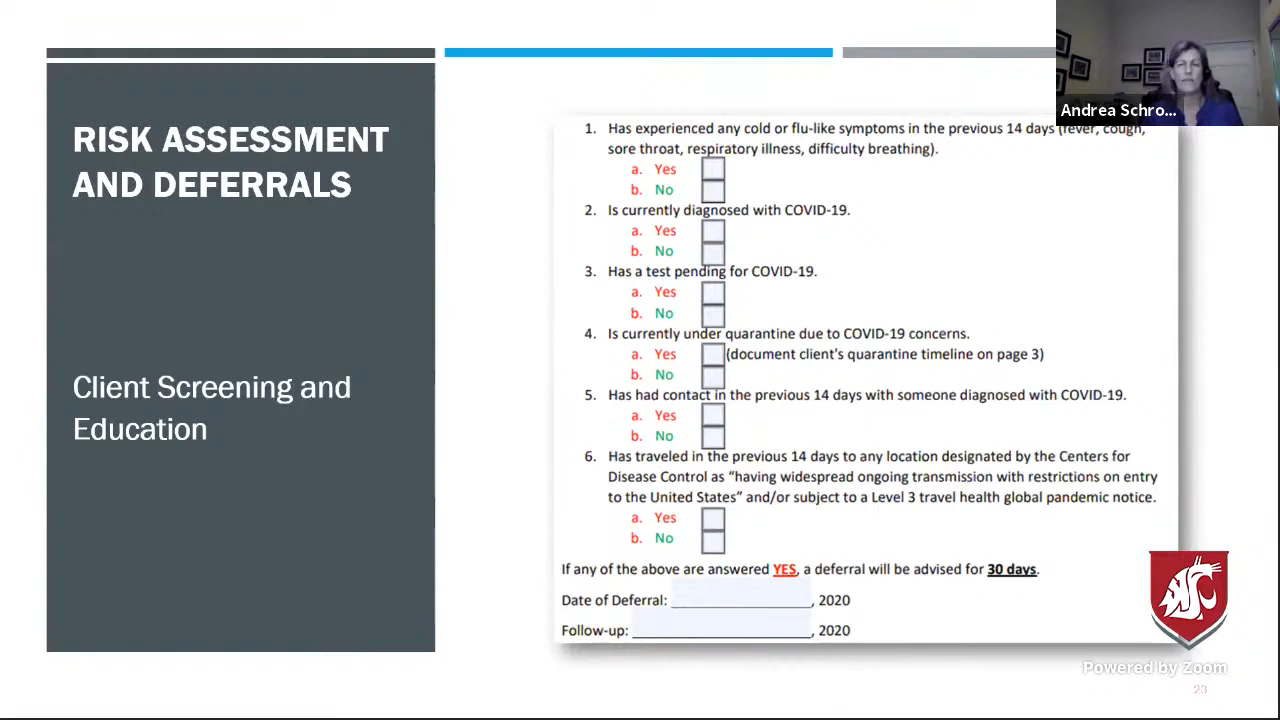 Andrea Schro...
RISK ASSESSMENT
AND DEFERRALS
Client Screening and
Education
1. Has experienced any cold or flu-like symptoms in the previous 14 days (fever, cough,
sore throat, respiratory illness, difficulty breathing).
a. Yes
b. No
2. Is currently diagnosed with COVID-19.
a. Yes
b. No
3. Has a test pending for COVID-19.
a. Yes
b. No
4. Is currently under quarantine due to COVID-19 concerns.
a. Yes (document client's quarantine timeline on page 3)
b. No
5. Has had contact in the previous 14 days with someone diagnosed with COVID-19.
a. Yes
b. No
6. Has traveled in the previous 14 days to any location designated by the Centers for
Disease Control as “having widespread ongoing transmission with restrictions on entry
to the United States” and/or subject to a Level 3 travel health global pandemic notice.
a. Yes
b. No
If any of the above are answered YES, a deferral will be advised for 30 days.
Date of Deferral: ________________, 2020
Follow-up: ____________________, 2020
Powered by Zoom
23